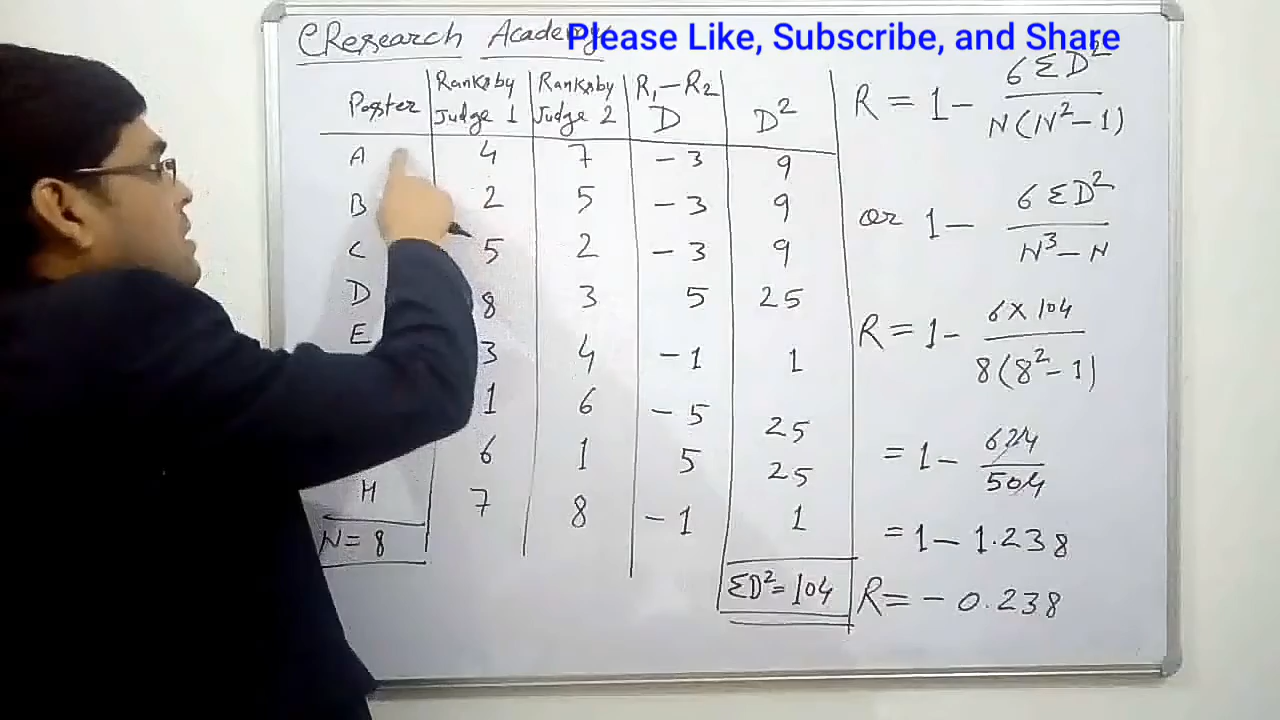 CResearch Academy
Please Like, Subscribe, and Share
Poster Ranks by Judge 1 Ranks by Judge 2 R₁ - R₂ D D²
A 4 7 - 3 9
B 2 5 - 3 9
C 5 2 - 3 9
D 8 3 5 25
E 3 4 - 1 1
1 6 - 5 25
6 1 5 25
H 7 8 - 1 1
N = 8
ΣD² = 104
R = 1 - 6ΣD² / N(N² - 1)
or 1 - 6ΣD² / N³ - N
R = 1 - 6 x 104 / 8(8² - 1)
= 1 - 624 / 504
= 1 - 1.238
R = - 0.238